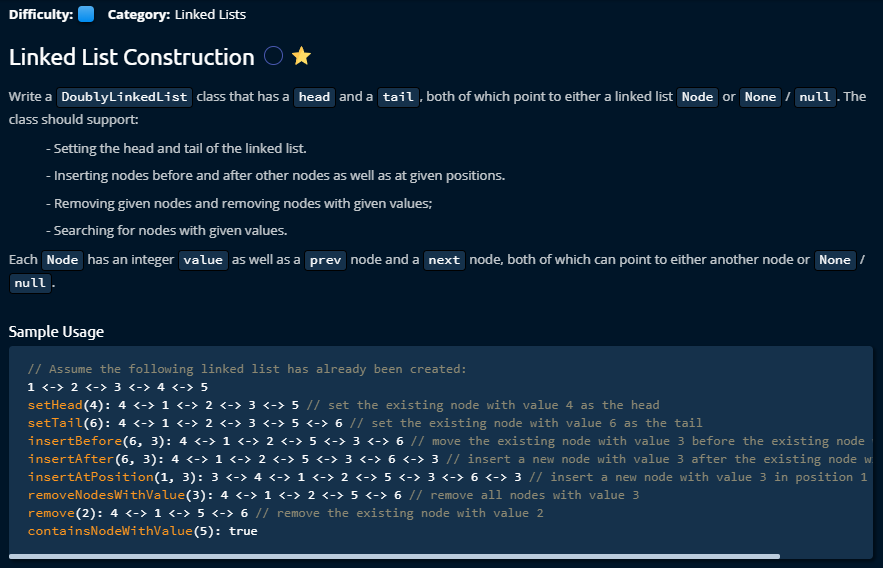 Difficulty: Category: Linked Lists
Linked List Construction
Write a DoublyLinkedList class that has a head and a tail, both of which point to either a linked list Node or None / null. The
class should support:
- Setting the head and tail of the linked list.
- Inserting nodes before and after other nodes as well as at given positions.
- Removing given nodes and removing nodes with given values;
- Searching for nodes with given values.
Each Node has an integer value as well as a prev node and a next node, both of which can point to either another node or None /
null.
Sample Usage
// Assume the following linked list has already been created:
1 <-> 2 <-> 3 <-> 4 <-> 5
setHead(4): 4 <-> 1 <-> 2 <-> 3 <-> 5 // set the existing node with value 4 as the head
setTail(6): 4 <-> 1 <-> 2 <-> 3 <-> 5 <-> 6 // set the existing node with value 6 as the tail
insertBefore(6, 3): 4 <-> 1 <-> 2 <-> 5 <-> 3 <-> 6 // move the existing node with value 3 before the existing node
insertAfter(6, 3): 4 <-> 1 <-> 2 <-> 5 <-> 3 <-> 6 <-> 3 // insert a new node with value 3 after the existing node w
insertAtPosition(1, 3): 3 <-> 4 <-> 1 <-> 2 <-> 5 <-> 3 <-> 6 <-> 3 // insert a new node with value 3 in position 1
removeNodesWithValue(3): 4 <-> 1 <-> 2 <-> 5 <-> 6 // remove all nodes with value 3
remove(2): 4 <-> 1 <-> 5 <-> 6 // remove the existing node with value 2
containsNodeWithValue(5): true